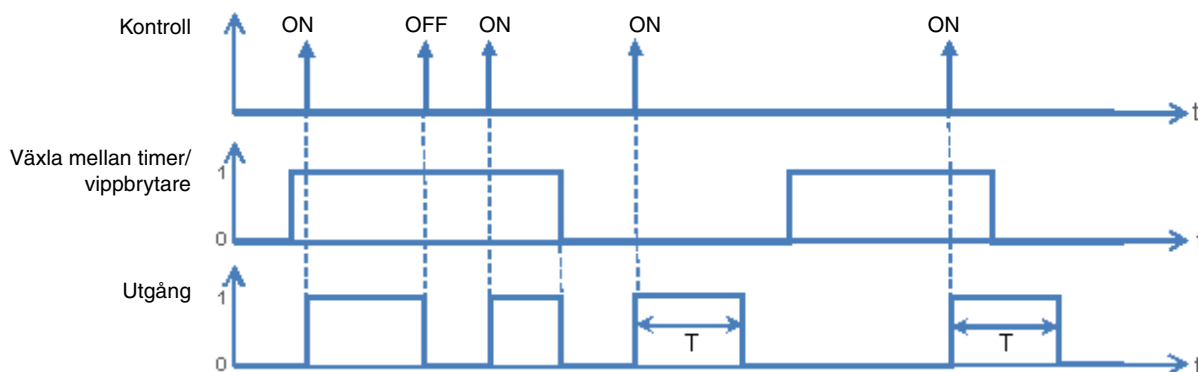 Kontroll
ON OFF ON ON ON
t
Växla mellan timer/
vippbrytare
1
0
t
Utgång
1
0
T T
t